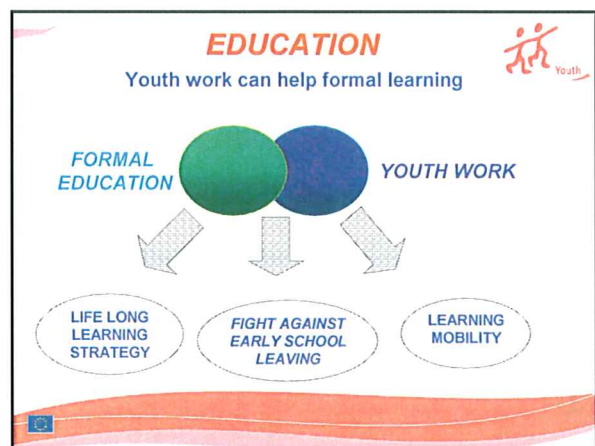 EDUCATION
Youth
Youth work can help formal learning
FORMAL
EDUCATION
YOUTH WORK
LIFE LONG
LEARNING
STRATEGY
FIGHT AGAINST
EARLY SCHOOL
LEAVING
LEARNING
MOBILITY